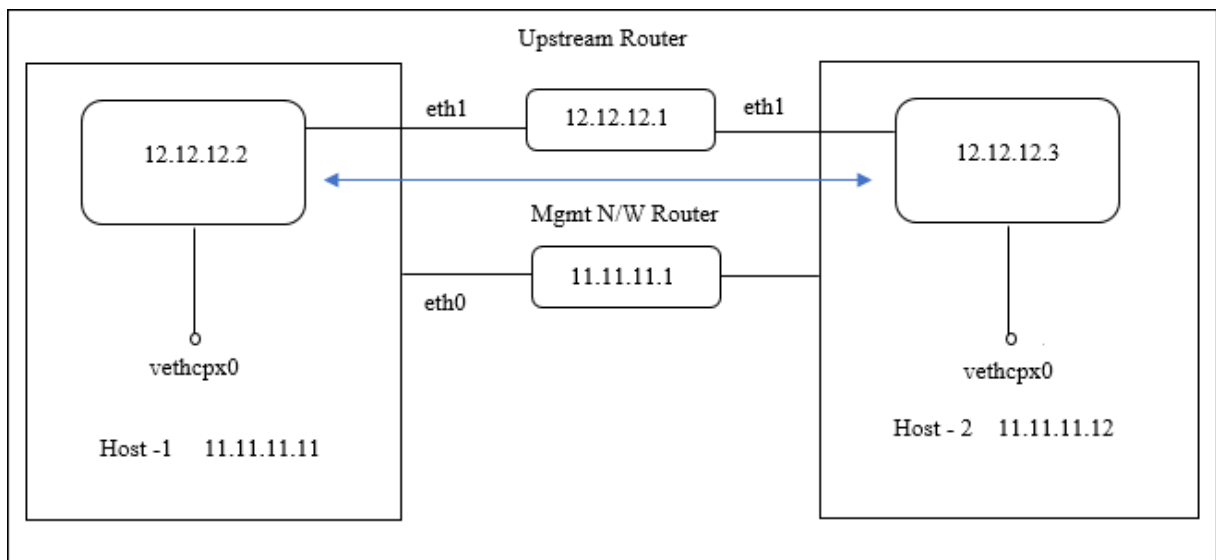 Upstream Router
eth1
12.12.12.1
eth1
12.12.12.2
12.12.12.3
Mgmt N/W Router
11.11.11.1
eth0
vethcpx0
vethcpx0
Host -1 11.11.11.11
Host - 2 11.11.11.12